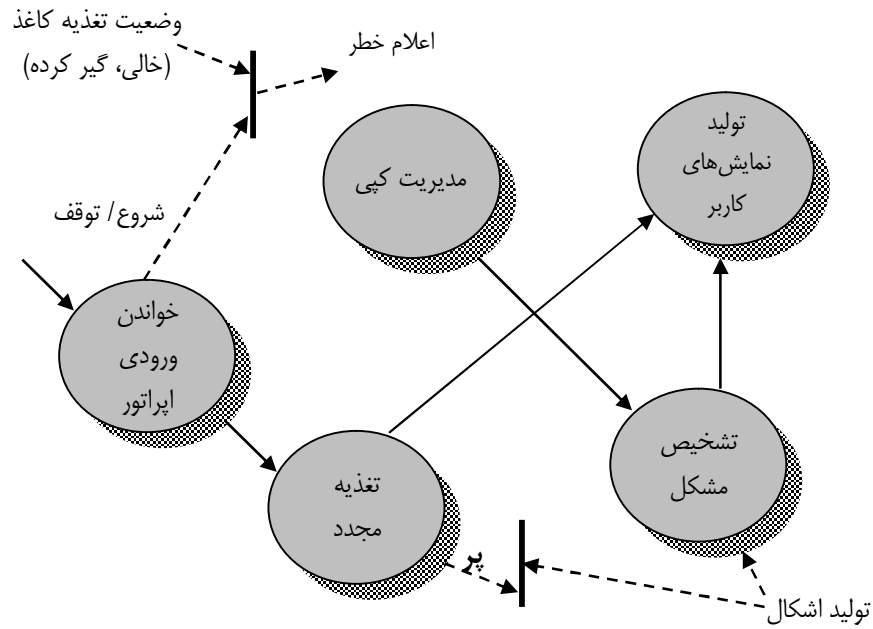 وضعیت تغذیه کاغذ
(خالی، گیر کرده)
اعلام خطر
تولید
نمایش‌های
کاربر
مدیریت کپی
شروع/ توقف
خواندن
ورودی
اپراتور
تشخیص
مشکل
تغذیه
مجدد
پر
تولید اشکال